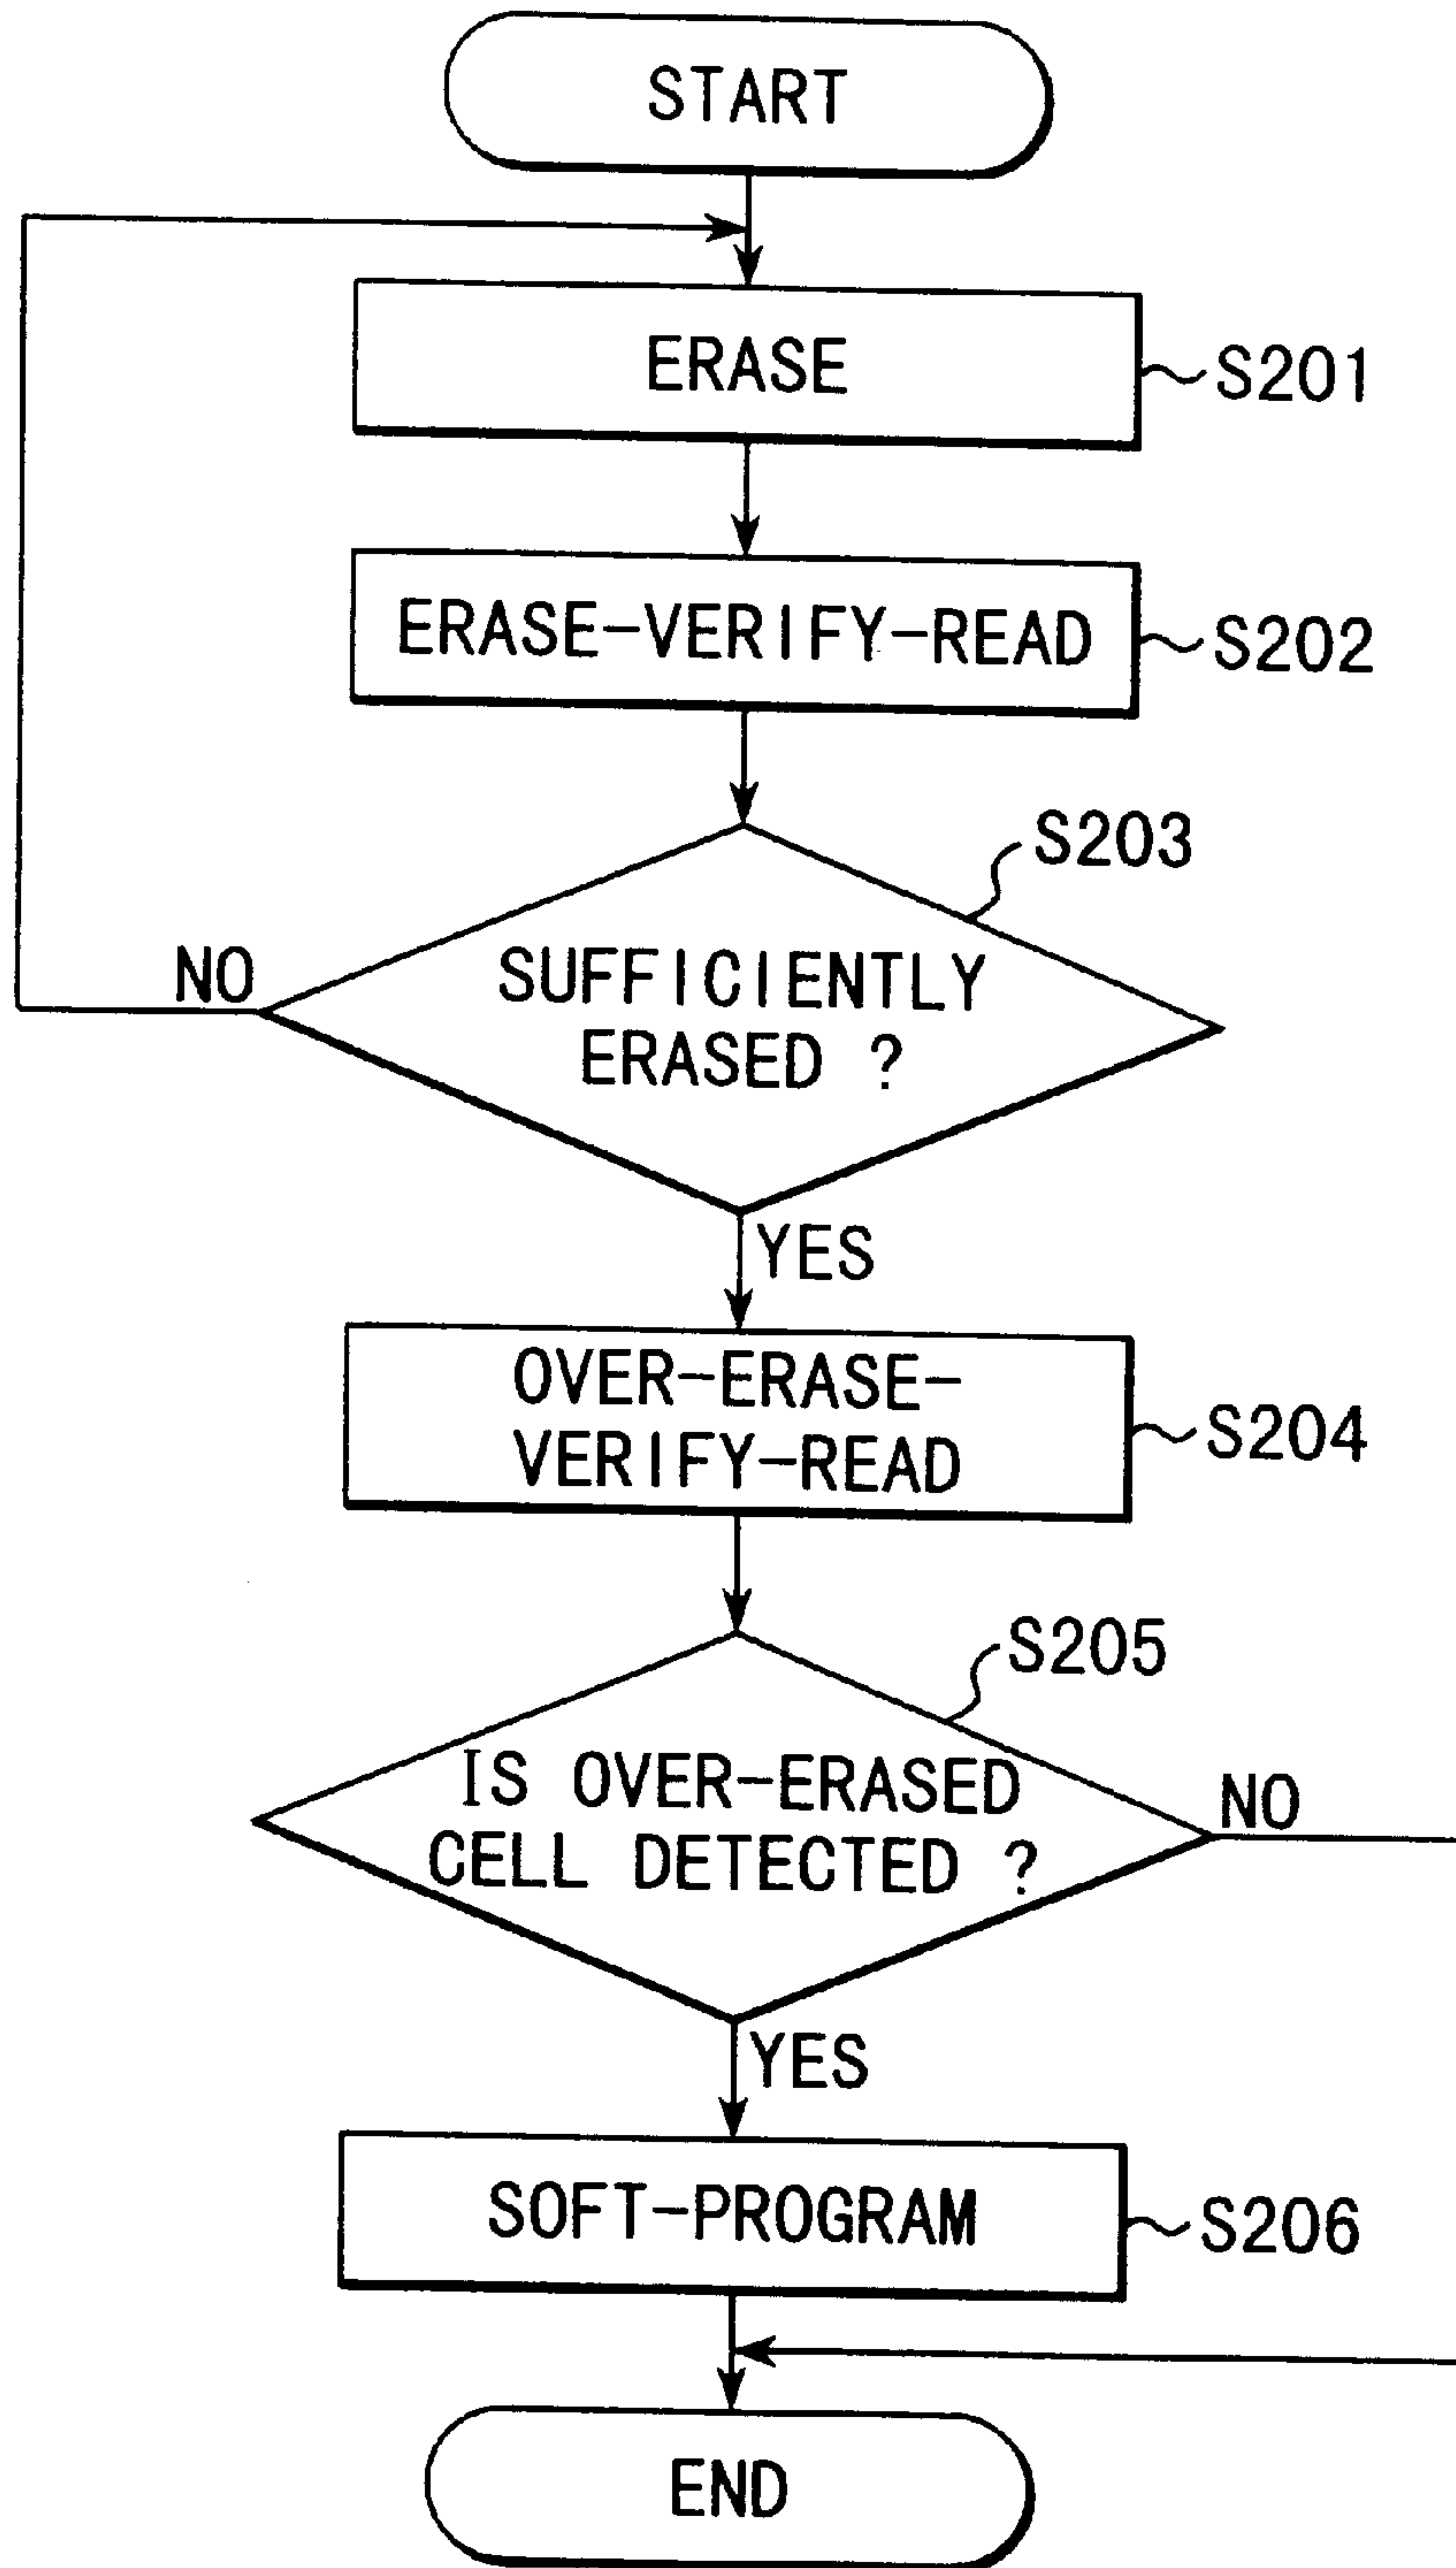 START
ERASE
S201
ERASE-VERIFY-READ
S202
S203
NO
SUFFICIENTLY
ERASED ?
YES
OVER-ERASE-
VERIFY-READ
S204
S205
IS OVER-ERASED
CELL DETECTED ?
NO
YES
SOFT-PROGRAM
S206
END